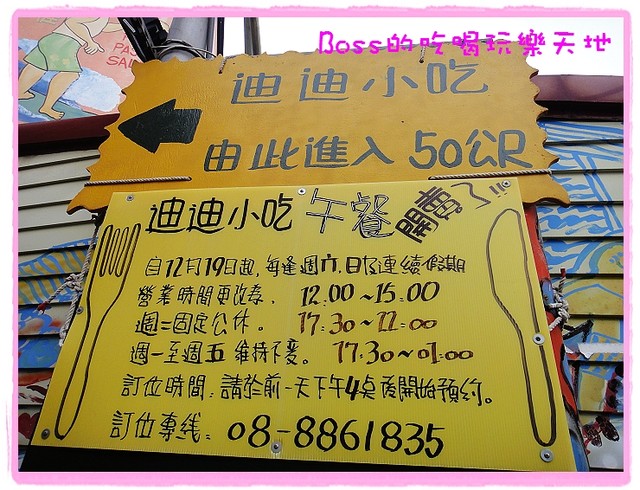 Boss的吃喝玩樂天地
PAS
SAL
迪迪小吃
由此進入 50公尺
迪迪小吃 午餐 開賣了!!!
自12月19日起,每逢週六、日及連續假期
營業時間更改為: 12:00~15:00
週二固定公休。 17:30~22:00
週一至週五 維持不變。 17:30~01:00
訂位時間:請於前一天下午4點後開始預約。
訂位專線: 08-8861835